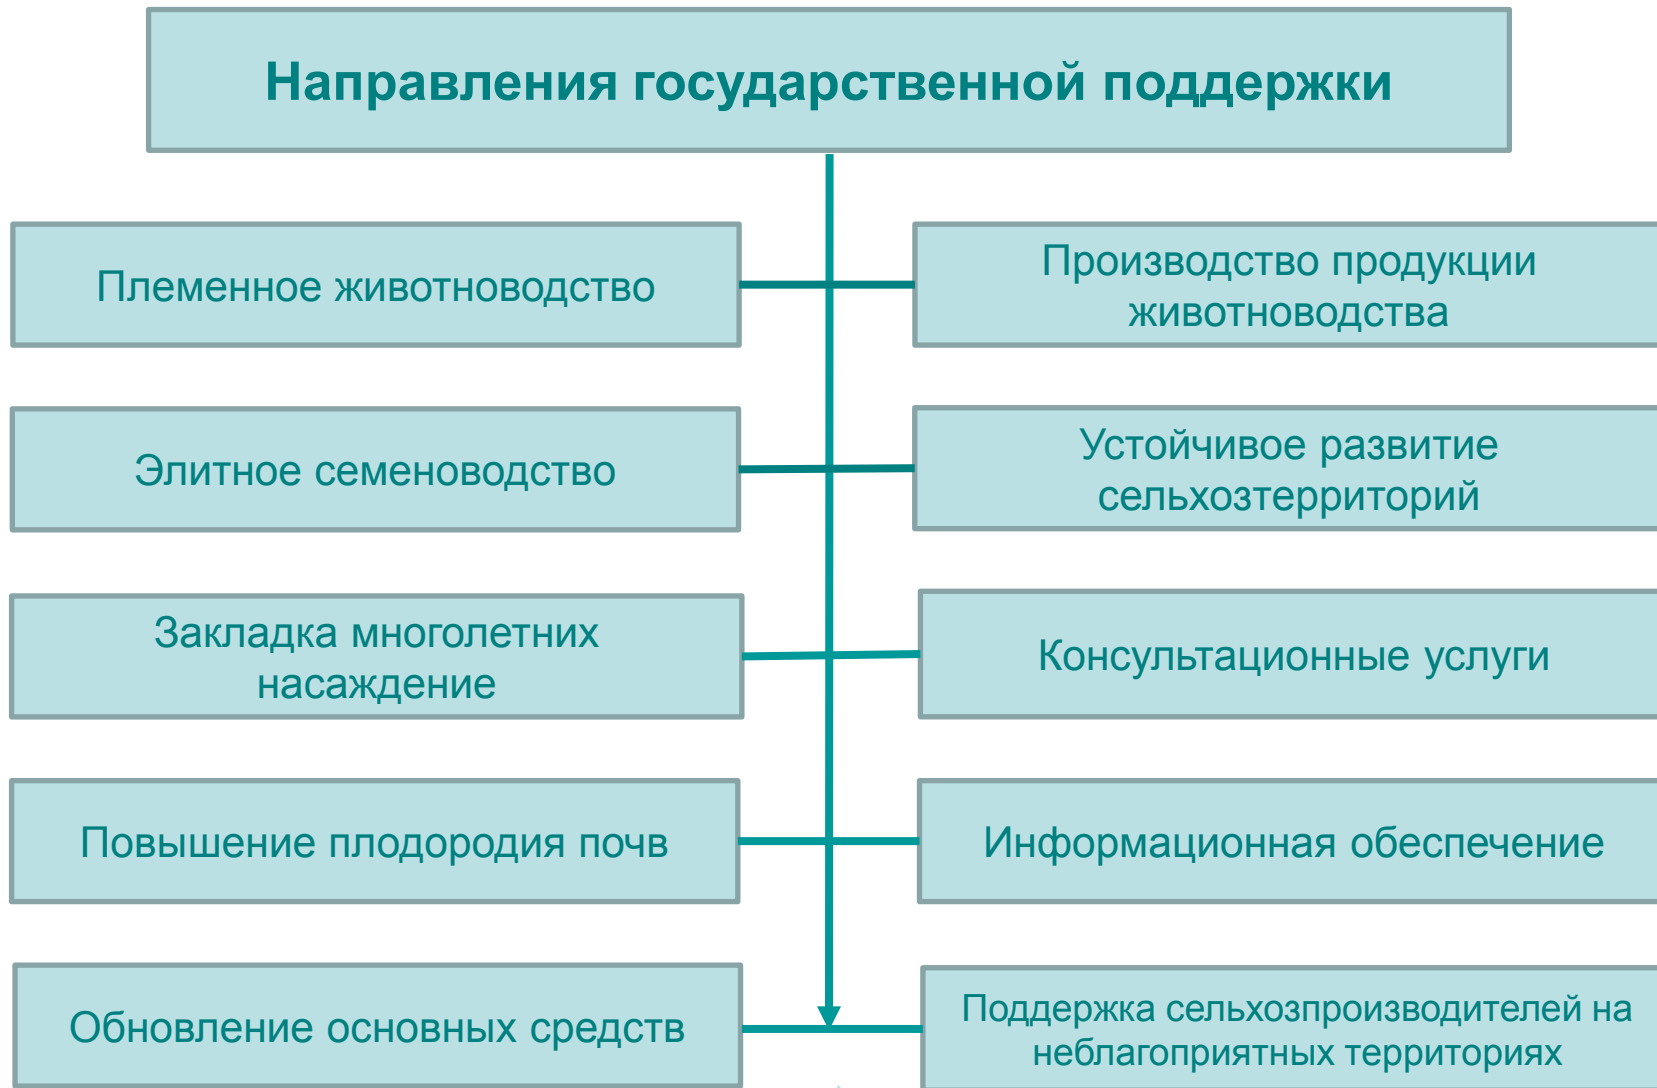 Направления государственной поддержки
Племенное животноводство
Производство продукции
животноводства
Элитное семеноводство
Устойчивое развитие
сельхозтерриторий
Закладка многолетних
насаждение
Консультационные услуги
Повышение плодородия почв
Информационная обеспечение
Обновление основных средств
Поддержка сельхозпроизводителей на
неблагоприятных территориях